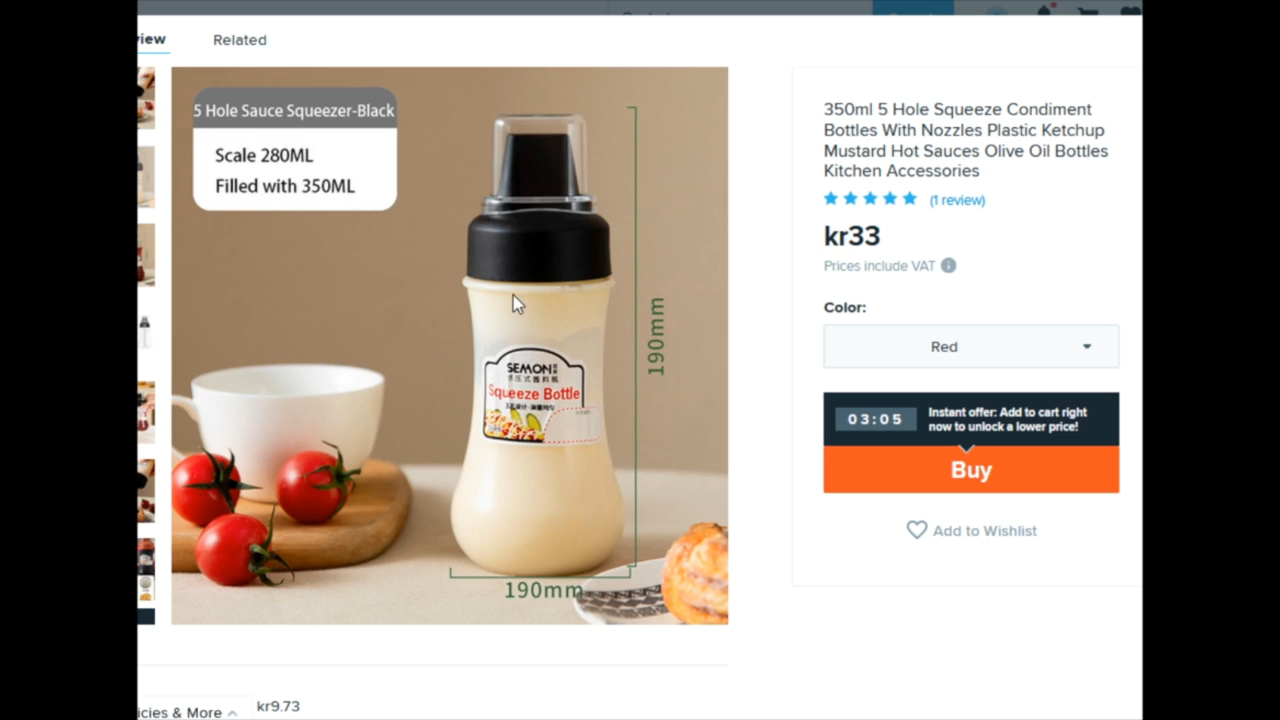 view
Related
5 Hole Sauce Squeezer-Black
Scale 280ML
Filled with 350ML
190mm
SEMON
Squeeze Bottle
190mm
350ml 5 Hole Squeeze Condiment
Bottles With Nozzles Plastic Ketchup
Mustard Hot Sauces Olive Oil Bottles
Kitchen Accessories
(1 review)
kr33
Prices include VAT
Color:
Red
03:05
Instant offer: Add to cart right
now to unlock a lower price!
Buy
Add to Wishlist
icies & More
kr9.73